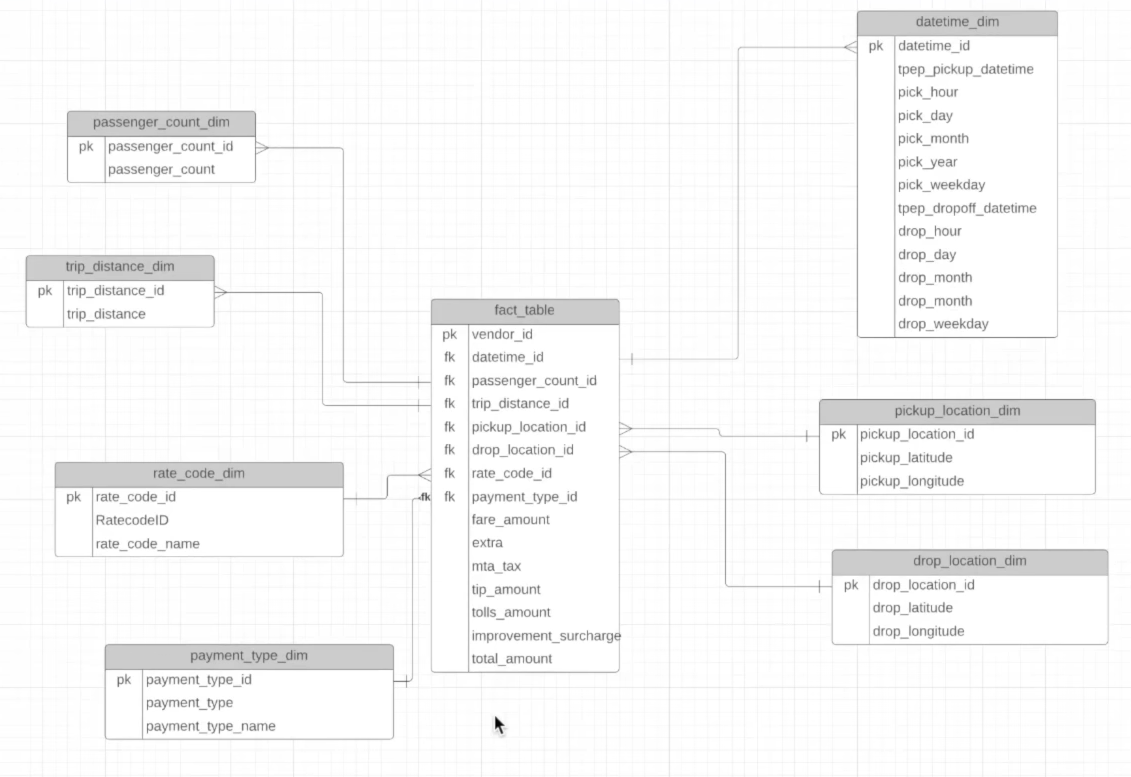 datetime_dim
pk datetime_id
tpep_pickup_datetime
pick_hour
pick_day
pick_month
pick_year
pick_weekday
tpep_dropoff_datetime
drop_hour
drop_day
drop_month
drop_month
drop_weekday
passenger_count_dim
pk passenger_count_id
passenger_count
trip_distance_dim
pk trip_distance_id
trip_distance
fact_table
pk vendor_id
fk datetime_id
fk passenger_count_id
fk trip_distance_id
fk pickup_location_id
fk drop_location_id
fk rate_code_id
fk fk payment_type_id
fare_amount
extra
mta_tax
tip_amount
tolls_amount
improvement_surcharge
total_amount
pickup_location_dim
pk pickup_location_id
pickup_latitude
pickup_longitude
rate_code_dim
pk rate_code_id
RatecodeID
rate_code_name
drop_location_dim
pk drop_location_id
drop_latitude
drop_longitude
payment_type_dim
pk payment_type_id
payment_type
payment_type_name